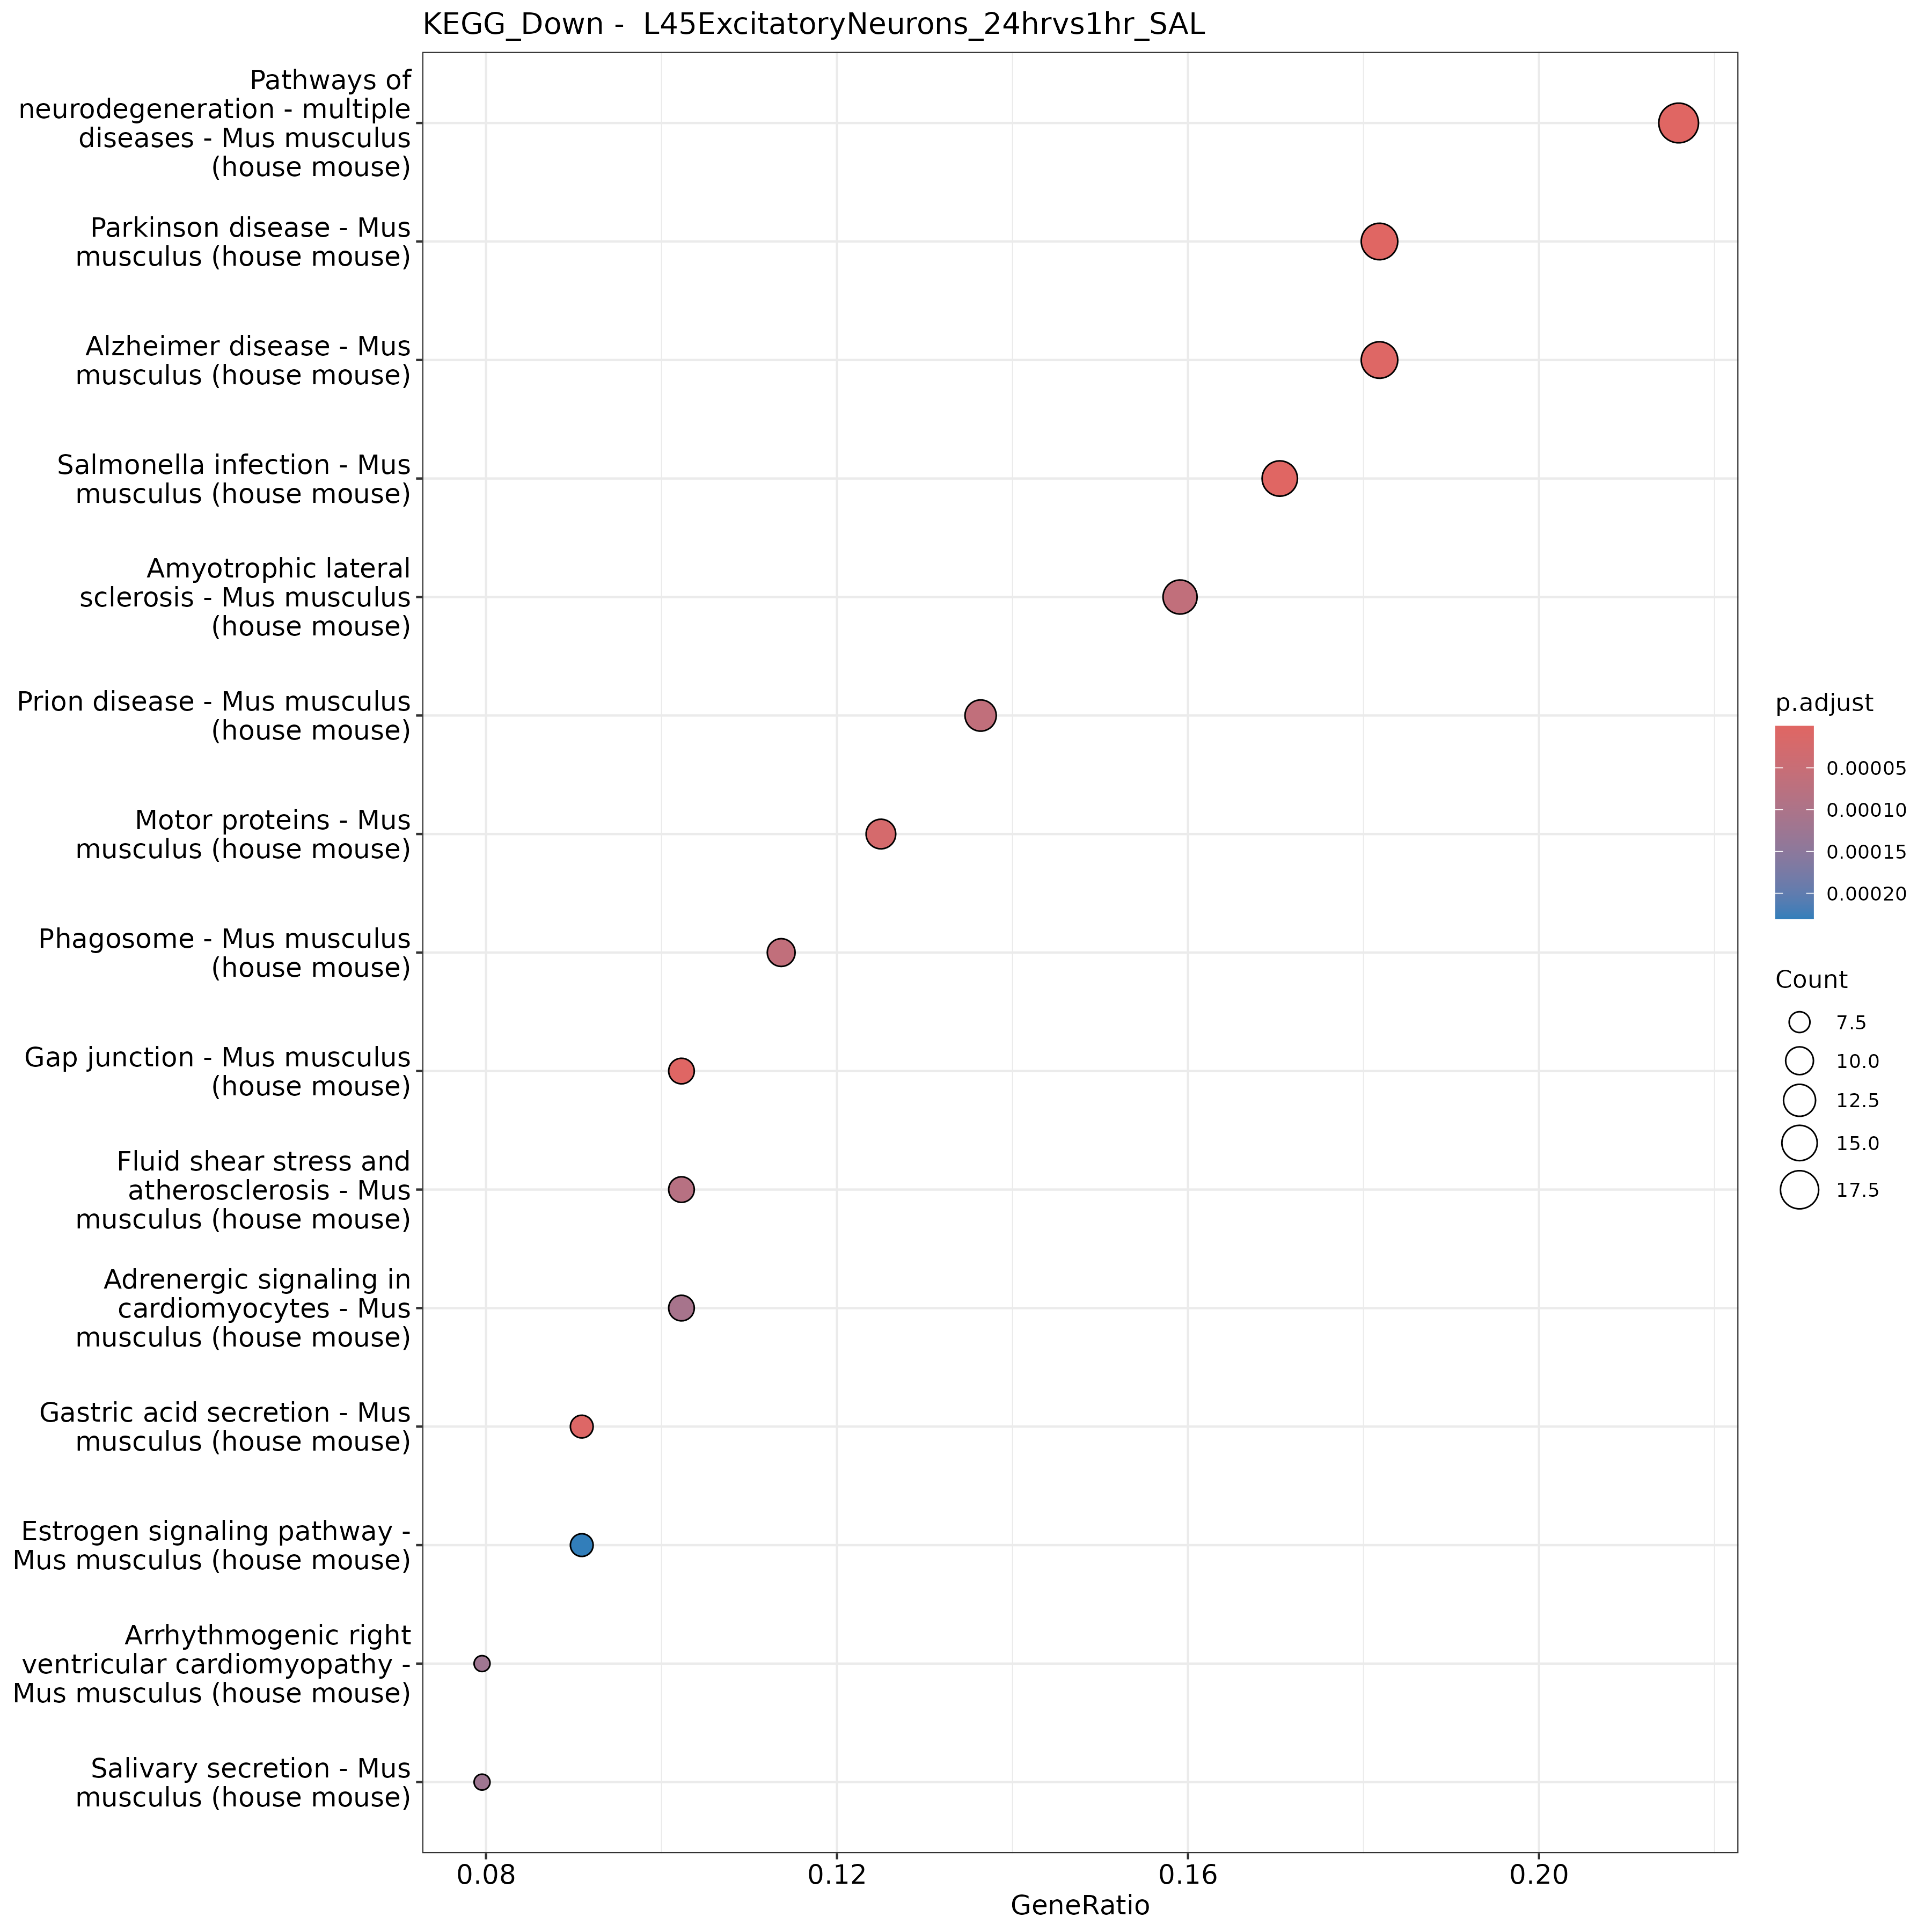 KEGG_Down -  L45ExcitatoryNeurons_24hrvs1hr_SAL
Pathways of
neurodegeneration - multiple
diseases - Mus musculus
(house mouse)
Parkinson disease - Mus
musculus (house mouse)
Alzheimer disease - Mus
musculus (house mouse)
Salmonella infection - Mus
musculus (house mouse)
Amyotrophic lateral
sclerosis - Mus musculus
(house mouse)
Prion disease - Mus musculus
(house mouse)
Motor proteins - Mus
musculus (house mouse)
Phagosome - Mus musculus
(house mouse)
Gap junction - Mus musculus
(house mouse)
Fluid shear stress and
atherosclerosis - Mus
musculus (house mouse)
Adrenergic signaling in
cardiomyocytes - Mus
musculus (house mouse)
Gastric acid secretion - Mus
musculus (house mouse)
Estrogen signaling pathway -
Mus musculus (house mouse)
Arrhythmogenic right
ventricular cardiomyopathy -
Mus musculus (house mouse)
Salivary secretion - Mus
musculus (house mouse)
0.08 0.12 0.16 0.20
GeneRatio
p.adjust
0.00005
0.00010
0.00015
0.00020
Count
7.5
10.0
12.5
15.0
17.5